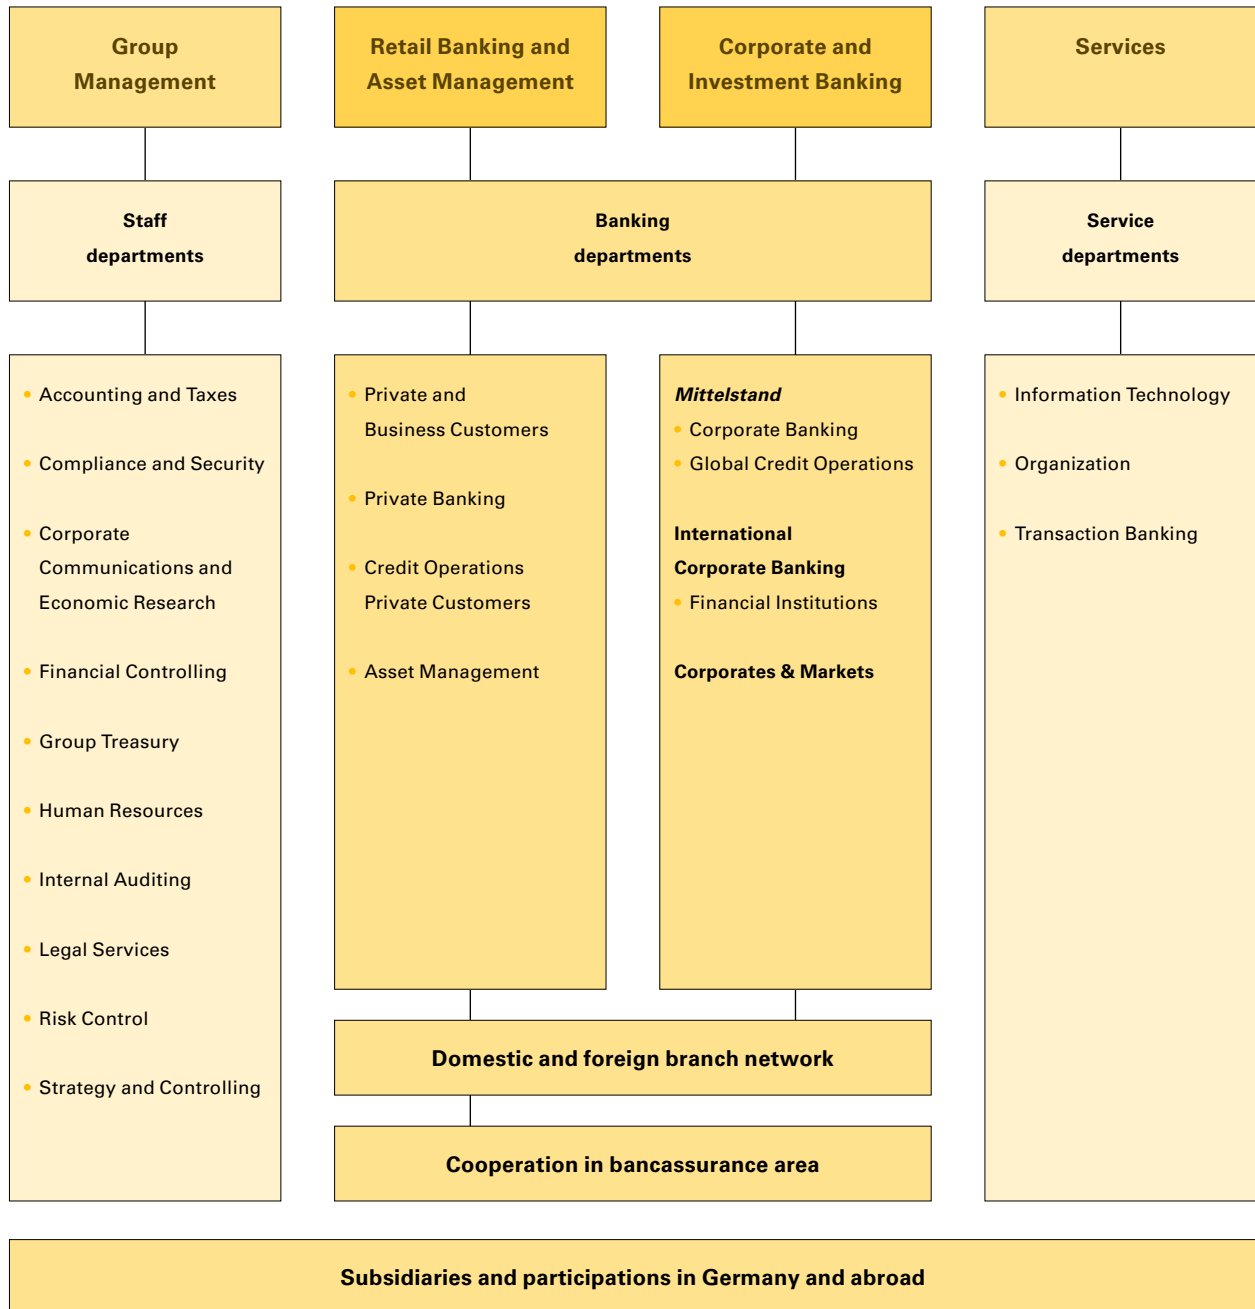 Group
Management
Retail Banking and
Asset Management
Corporate and
Investment Banking
Services
Staff
departments
Banking
departments
Service
departments
• Accounting and Taxes
• Compliance and Security
• Corporate
Communications and
Economic Research
• Financial Controlling
• Group Treasury
• Human Resources
• Internal Auditing
• Legal Services
• Risk Control
• Strategy and Controlling
• Private and
Business Customers
• Private Banking
• Credit Operations
Private Customers
• Asset Management
Mittelstand
• Corporate Banking
• Global Credit Operations
International
Corporate Banking
• Financial Institutions
Corporates & Markets
• Information Technology
• Organization
• Transaction Banking
Domestic and foreign branch network
Cooperation in bancassurance area
Subsidiaries and participations in Germany and abroad